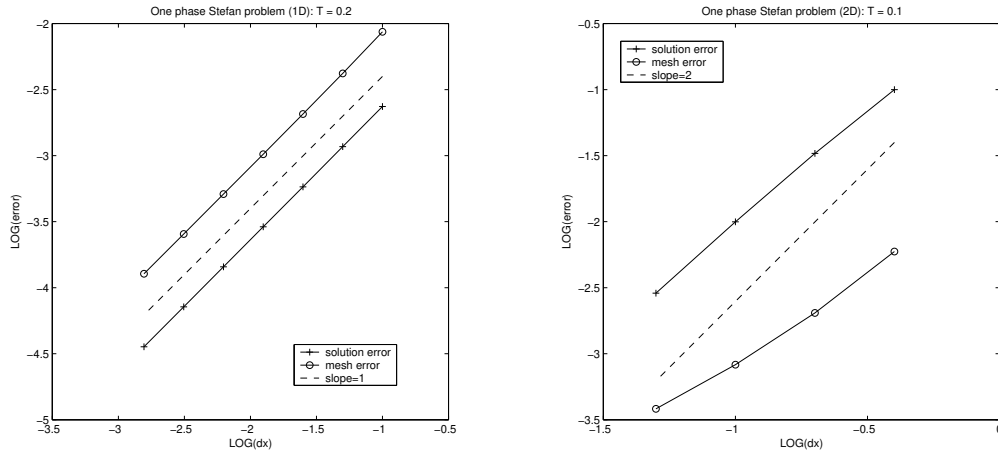 One phase Stefan problem (1D): T = 0.2
−2
−2.5
−3
−3.5
−4
−4.5
−5
LOG(error)
−3.5
−3
−2.5
−2
−1.5
−1
−0.5
LOG(dx)
solution error
mesh error
slope=1
One phase Stefan problem (2D): T = 0.1
−0.5
−1
−1.5
−2
−2.5
−3
−3.5
LOG(error)
−1.5
−1
−0.5
0
LOG(dx)
solution error
mesh error
slope=2